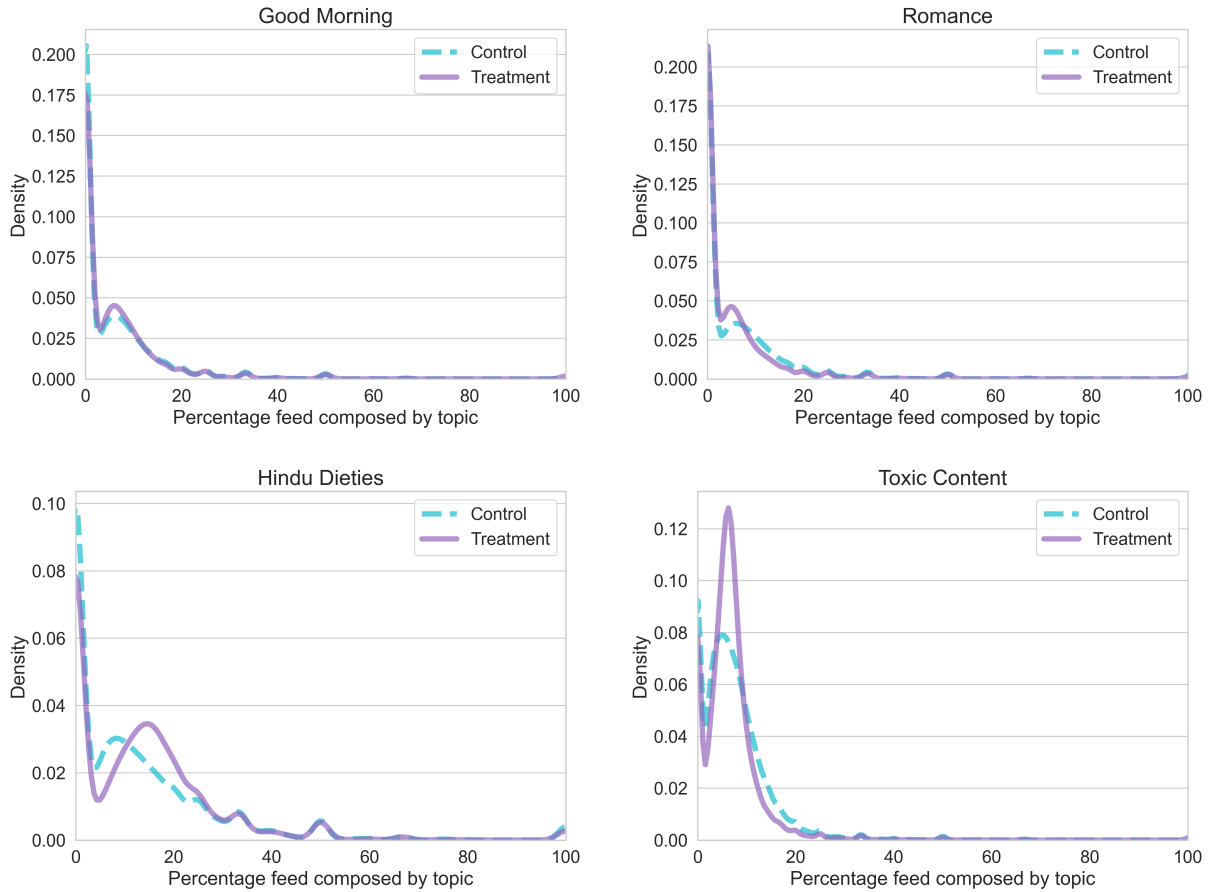 Good Morning
Control
Treatment
Density
0.200
0.175
0.150
0.125
0.100
0.075
0.050
0.025
0.000
0 20 40 60 80 100
Percentage feed composed by topic
Romance
Control
Treatment
Density
0.200
0.175
0.150
0.125
0.100
0.075
0.050
0.025
0.000
0 20 40 60 80 100
Percentage feed composed by topic
Hindu Dieties
Control
Treatment
Density
0.10
0.08
0.06
0.04
0.02
0.00
0 20 40 60 80 100
Percentage feed composed by topic
Toxic Content
Control
Treatment
Density
0.12
0.10
0.08
0.06
0.04
0.02
0.00
0 20 40 60 80 100
Percentage feed composed by topic